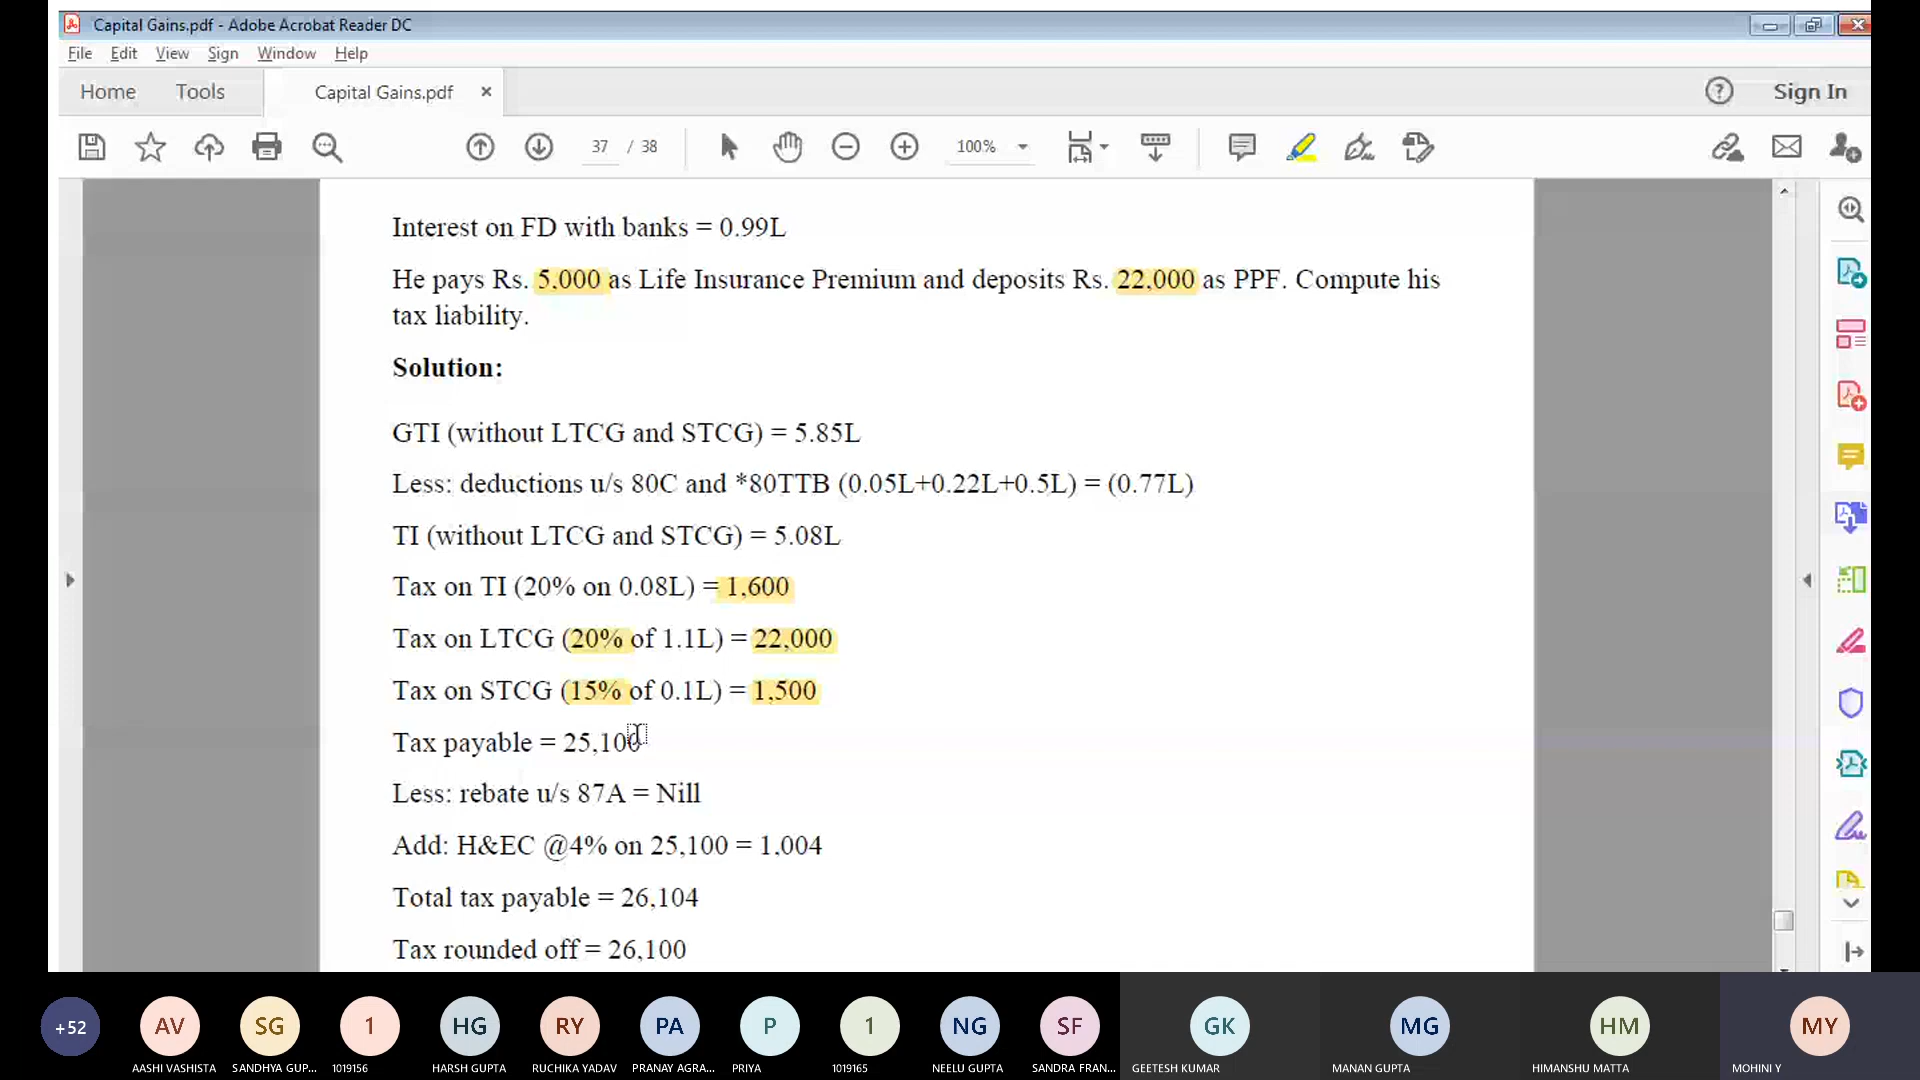 Capital Gains.pdf - Adobe Acrobat Reader DC
File Edit View Sign Window Help
Home Tools Capital Gains.pdf × Sign In
37 / 38 100%
Interest on FD with banks = 0.99L
He pays Rs. 5,000 as Life Insurance Premium and deposits Rs. 22,000 as PPF. Compute his
tax liability.
Solution:
GTI (without LTCG and STCG) = 5.85L
Less: deductions u/s 80C and *80TTB (0.05L+0.22L+0.5L) = (0.77L)
TI (without LTCG and STCG) = 5.08L
Tax on TI (20% on 0.08L) = 1,600
Tax on LTCG (20% of 1.1L) = 22,000
Tax on STCG (15% of 0.1L) = 1,500
Tax payable = 25,100
Less: rebate u/s 87A = Nill
Add: H&EC @4% on 25,100 = 1,004
Total tax payable = 26,104
Tax rounded off = 26,100
+52 AV SG 1 HG RY PA P 1 NG SF GK MG HM MY
AASHI VASHISTA SANDHYA GUP... 1019156 HARSH GUPTA RUCHIKA YADAV PRANAY AGRA... PRIYA 1019165 NEELU GUPTA SANDRA FRAN... GEETESH KUMAR MANAN GUPTA HIMANSHU MATTA MOHINI Y